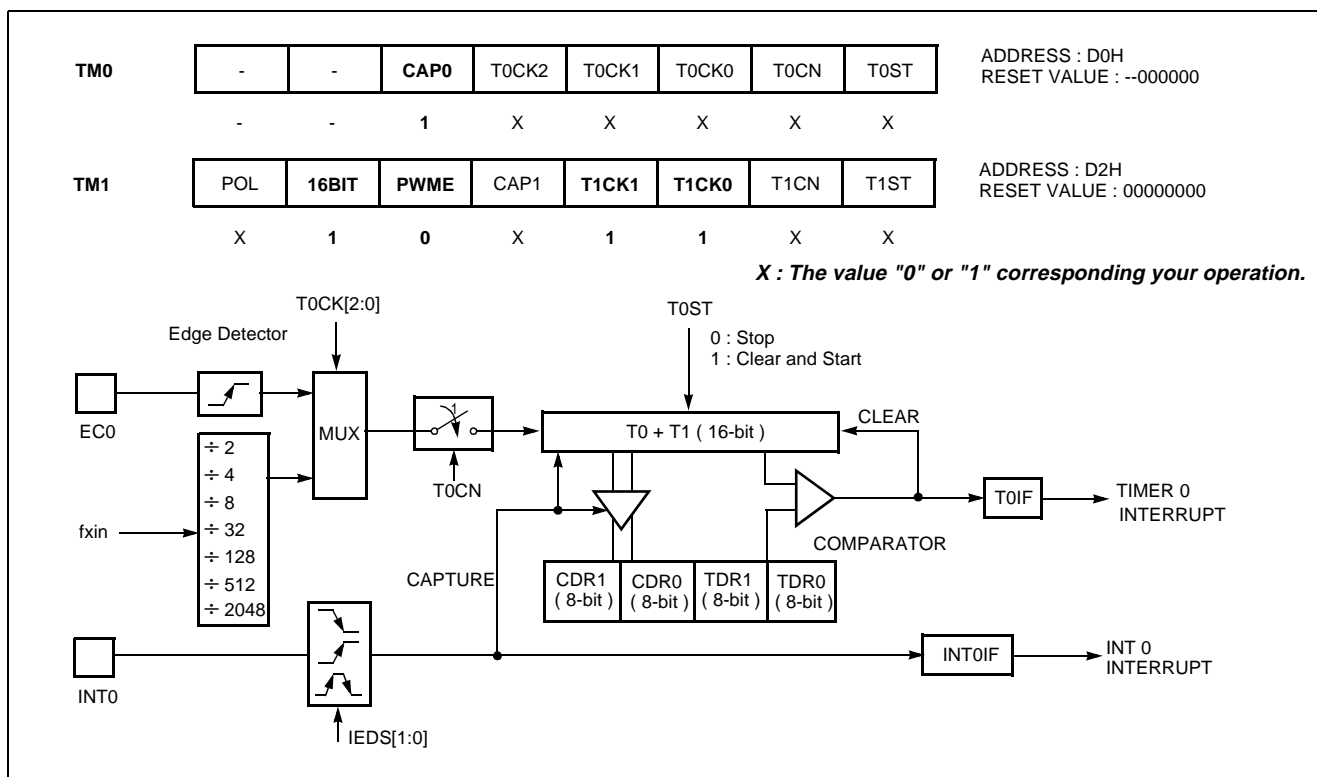 TM0 - - CAP0 T0CK2 T0CK1 T0CK0 T0CN T0ST ADDRESS : D0H
RESET VALUE : --000000
- - 1 X X X X X
TM1 POL 16BIT PWME CAP1 T1CK1 T1CK0 T1CN T1ST ADDRESS : D2H
RESET VALUE : 00000000
X 1 0 X 1 1 X X
X : The value "0" or "1" corresponding your operation.
T0CK[2:0]
T0ST
Edge Detector
0 : Stop
1 : Clear and Start
EC0
MUX
1
T0CN
T0 + T1 ( 16-bit )
CLEAR
fxin
÷ 2
÷ 4
÷ 8
÷ 32
÷ 128
÷ 512
÷ 2048
T0IF
TIMER 0
INTERRUPT
COMPARATOR
CAPTURE
CDR1
( 8-bit )
CDR0
( 8-bit )
TDR1
( 8-bit )
TDR0
( 8-bit )
INT0
INT0IF
INT 0
INTERRUPT
IEDS[1:0]